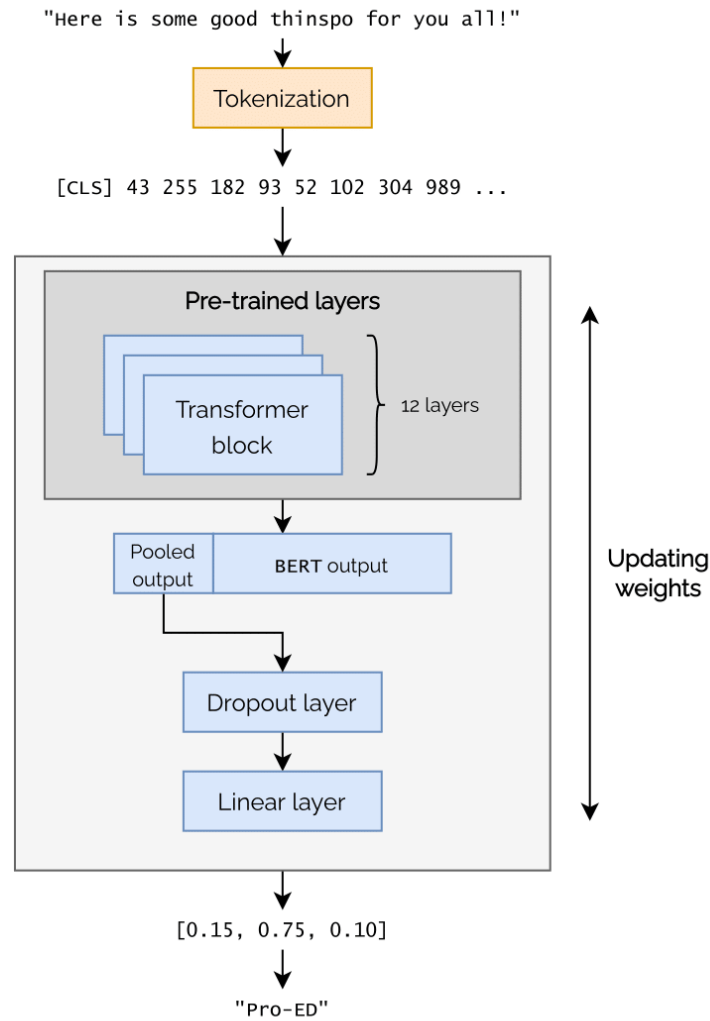 "Here is some good thinspo for you all!"
Tokenization
[CLS] 43 255 182 93 52 102 304 989 ...
Pre-trained layers
Transformer
block
12 layers
Pooled
output
BERT output
Updating
weights
Dropout layer
Linear layer
[0.15, 0.75, 0.10]
"Pro-ED"